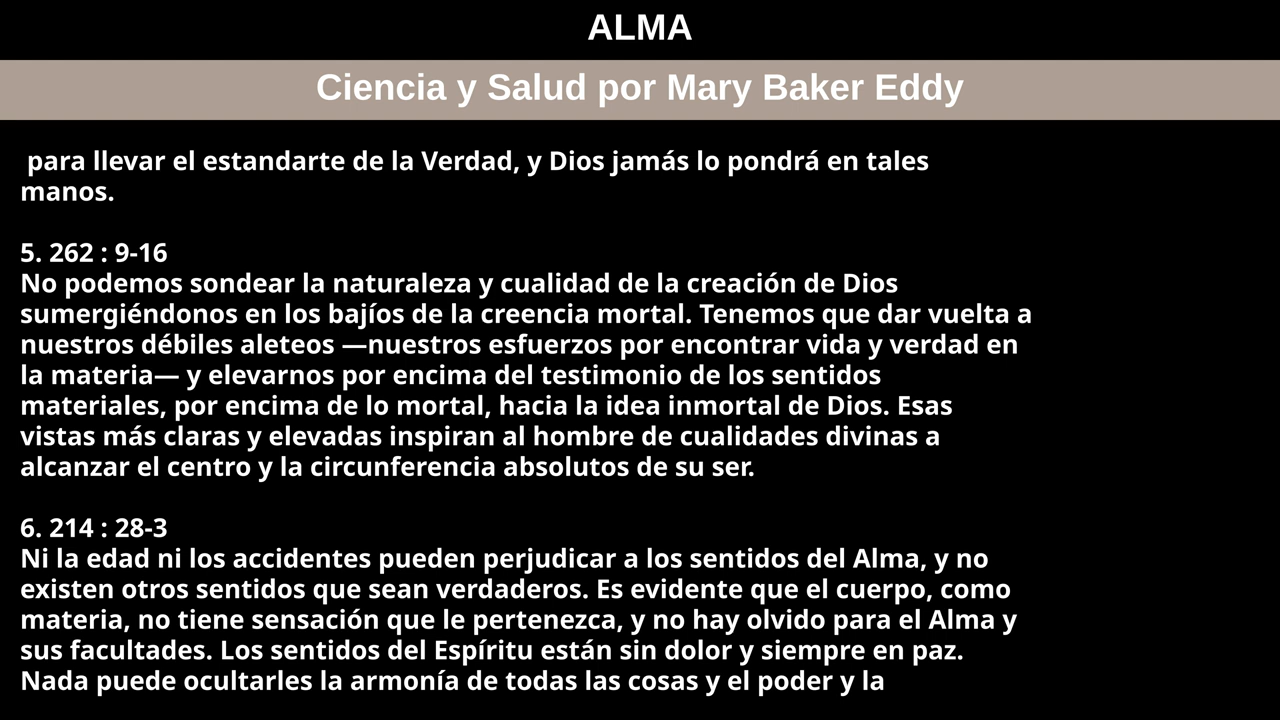 ALMA
Ciencia y Salud por Mary Baker Eddy
para llevar el estandarte de la Verdad, y Dios jamás lo pondrá en tales
manos.
5. 262 : 9-16
No podemos sondear la naturaleza y cualidad de la creación de Dios
sumergiéndonos en los bajíos de la creencia mortal. Tenemos que dar vuelta a
nuestros débiles aleteos —nuestros esfuerzos por encontrar vida y verdad en
la materia— y elevarnos por encima del testimonio de los sentidos
materiales, por encima de lo mortal, hacia la idea inmortal de Dios. Esas
vistas más claras y elevadas inspiran al hombre de cualidades divinas a
alcanzar el centro y la circunferencia absolutos de su ser.
6. 214 : 28-3
Ni la edad ni los accidentes pueden perjudicar a los sentidos del Alma, y no
existen otros sentidos que sean verdaderos. Es evidente que el cuerpo, como
materia, no tiene sensación que le pertenezca, y no hay olvido para el Alma y
sus facultades. Los sentidos del Espíritu están sin dolor y siempre en paz.
Nada puede ocultarles la armonía de todas las cosas y el poder y la